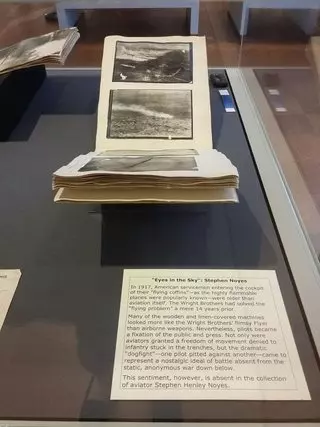 "Eyes in the Sky": Stephen Noyes
In 1917, American servicemen entering the cockpit
of their "flying coffins"—as the highly flammable
places were popularly known—were older than
aviation itself. The Wright Brothers had solved the
"flying problem" a mere 14 years prior.
Many of the wooden and linen-covered machines
looked more like the Wright Brothers' flimsy Flyer
than airborne weapons. Nevertheless, pilots became
a fixation of the public and press. Not only were
aviators granted a freedom of movement denied to
infantry stuck in the trenches, but the dramatic
"dogfight"—one pilot pitted against another—came to
represent a nostalgic ideal of battle absent from the
static, anonymous war down below.
This sentiment, however, is absent in the collection
of aviator Stephen Henley Noyes.